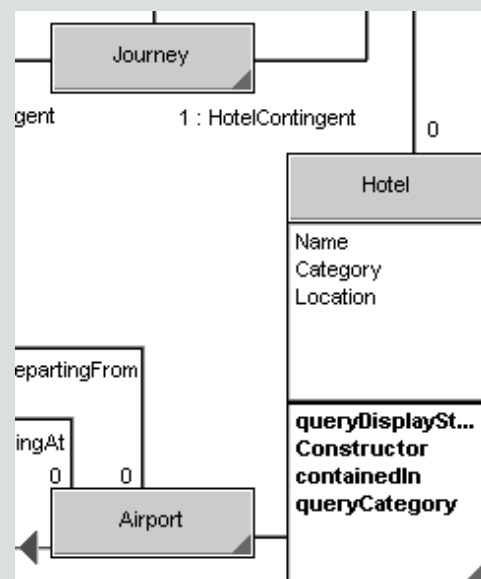 Journey
gent
1 : HotelContingent
0
Hotel
Name
Category
Location
epartingFrom
ingAt
0
0
queryDisplaySt...
Constructor
containedIn
queryCategory
Airport